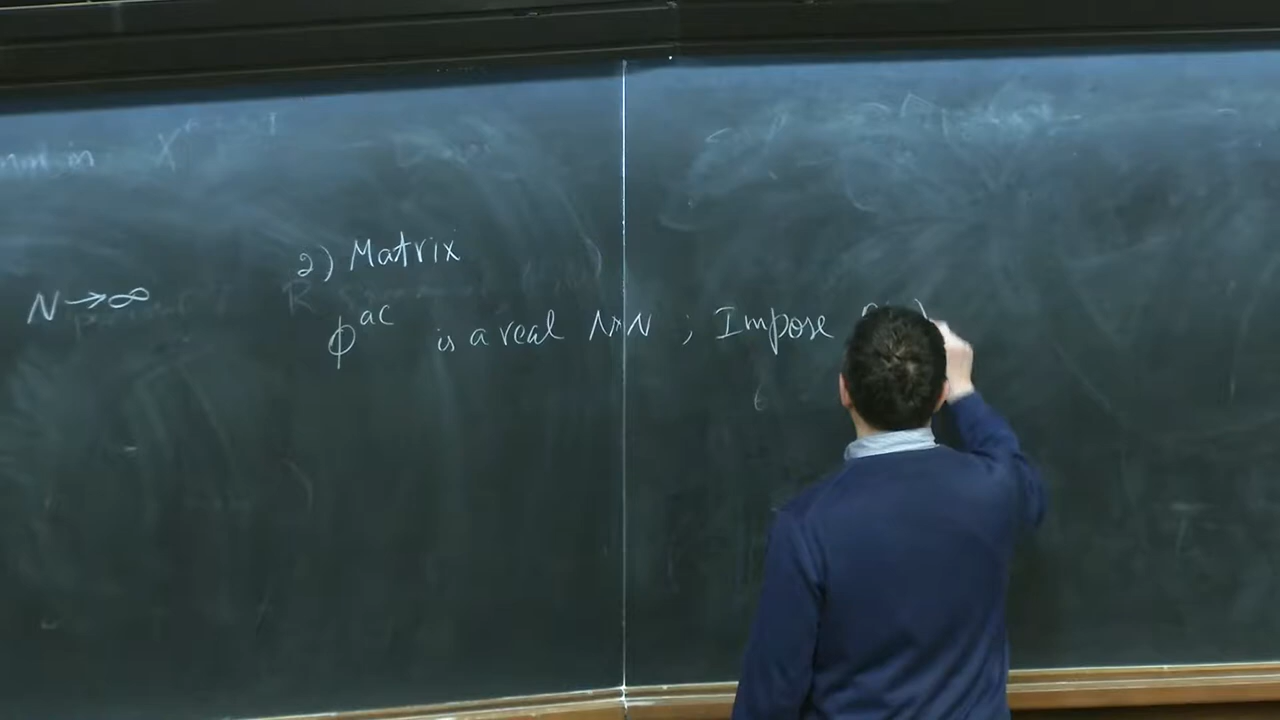 X
N → ∞
2) Matrix
ϕ^{ac} is a real N×N ; Impose